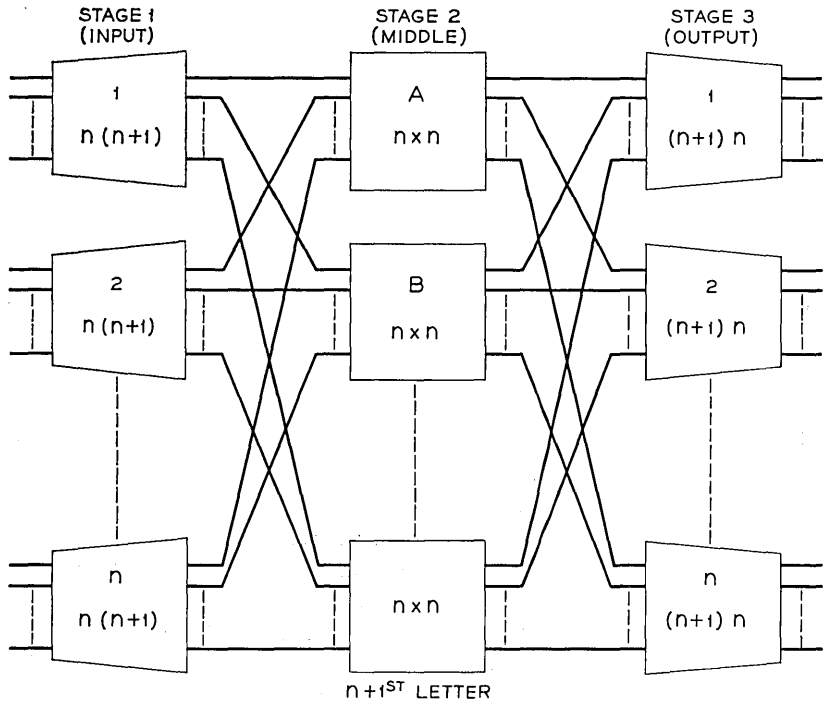 STAGE 1
(INPUT)
STAGE 2
(MIDDLE)
STAGE 3
(OUTPUT)
1
n (n+1)
A
n x n
1
(n+1) n
2
n (n+1)
B
n x n
2
(n+1) n
n
n (n+1)
n x n
n
(n+1) n
n+1ST LETTER